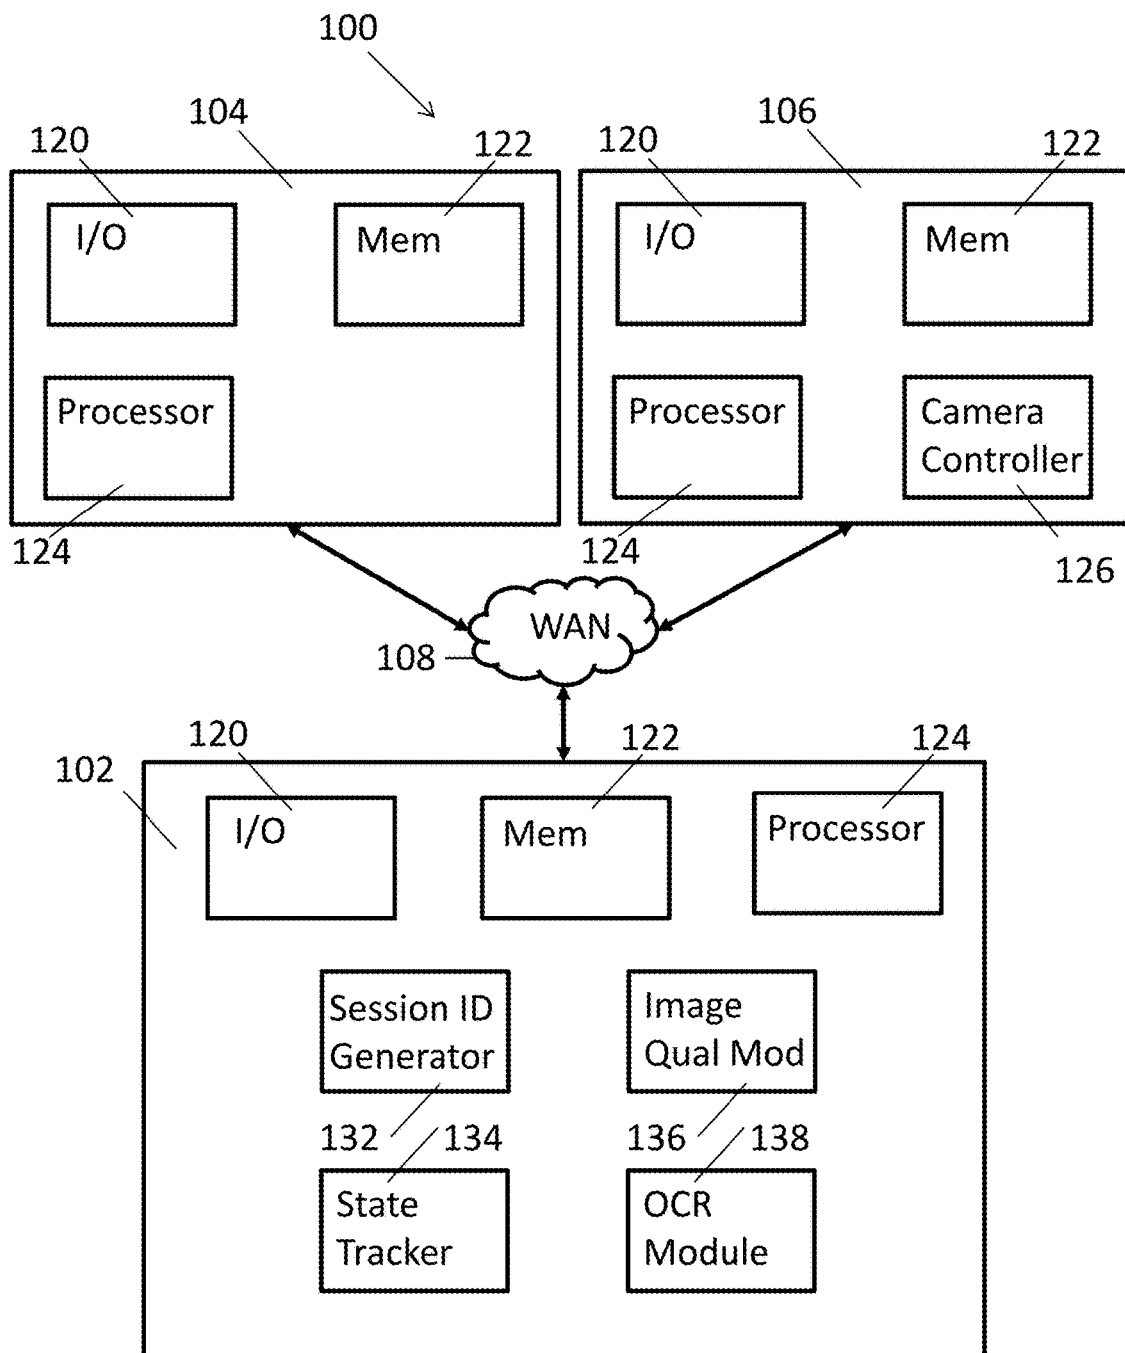 100
104
106
120
122
120
122
I/O
Mem
I/O
Mem
Processor
Processor
Camera
Controller
124
124
126
WAN
108
120
122
124
102
I/O
Mem
Processor
Session ID
Generator
Image
Qual Mod
132
134
136
138
State
Tracker
OCR
Module